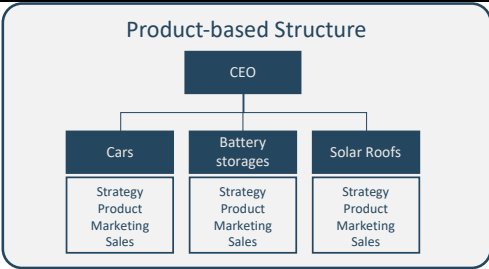 Product-based Structure
CEO
Cars
Battery
storages
Solar Roofs
Strategy
Product
Marketing
Sales
Strategy
Product
Marketing
Sales
Strategy
Product
Marketing
Sales